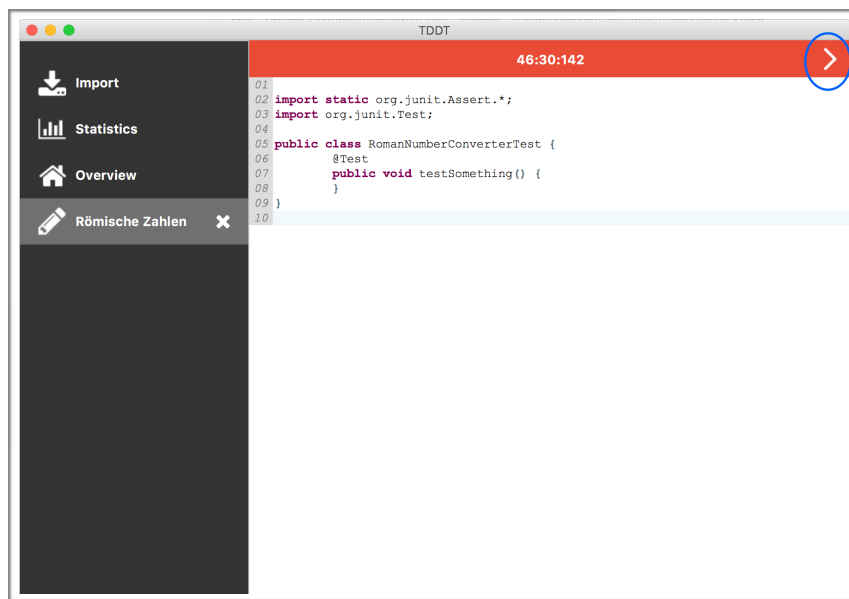 TDDT
46:30:142
Import
Statistics
Overview
Römische Zahlen
01
02 import static org.junit.Assert.*;
03 import org.junit.Test;
04
05 public class RomanNumberConverterTest {
06 @Test
07 public void testSomething() {
08 }
09 }
10